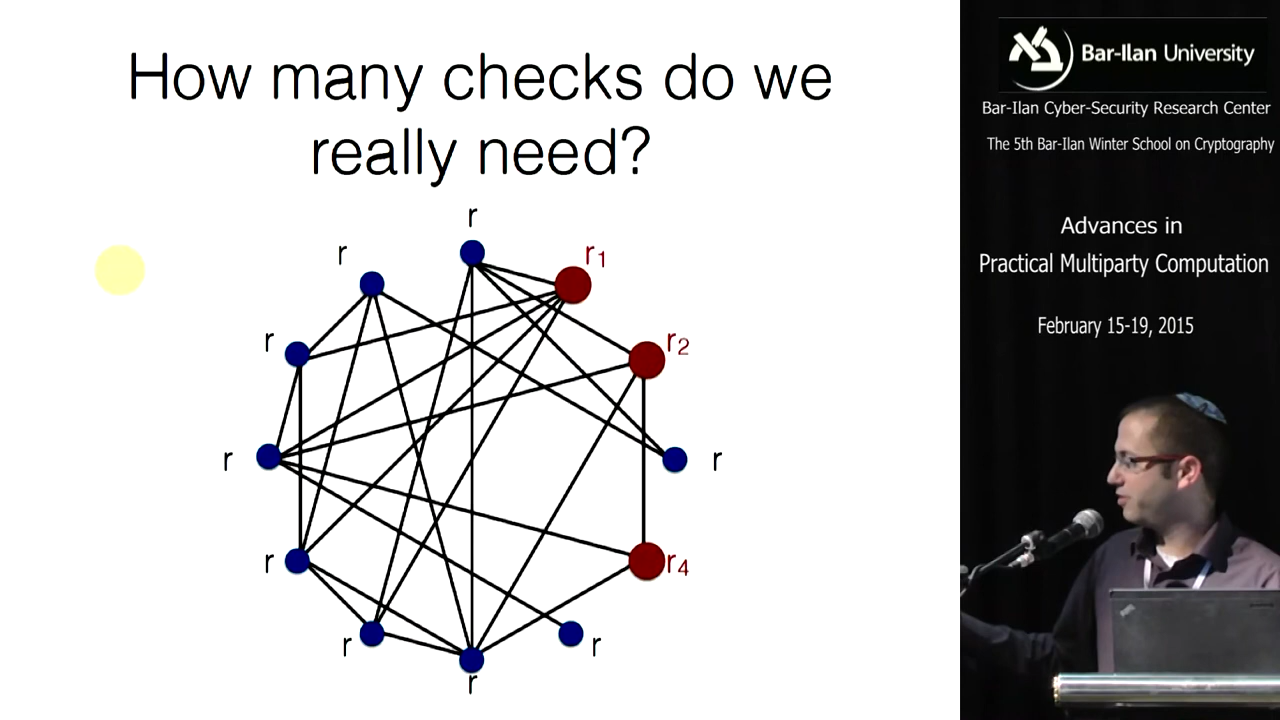 How many checks do we
really need?
r
r
r1
r
r2
r
r
r
r4
r
r
r
Bar-Ilan University
Bar-Ilan Cyber-Security Research Center
The 5th Bar-Ilan Winter School on Cryptography
Advances in
Practical Multiparty Computation
February 15-19, 2015